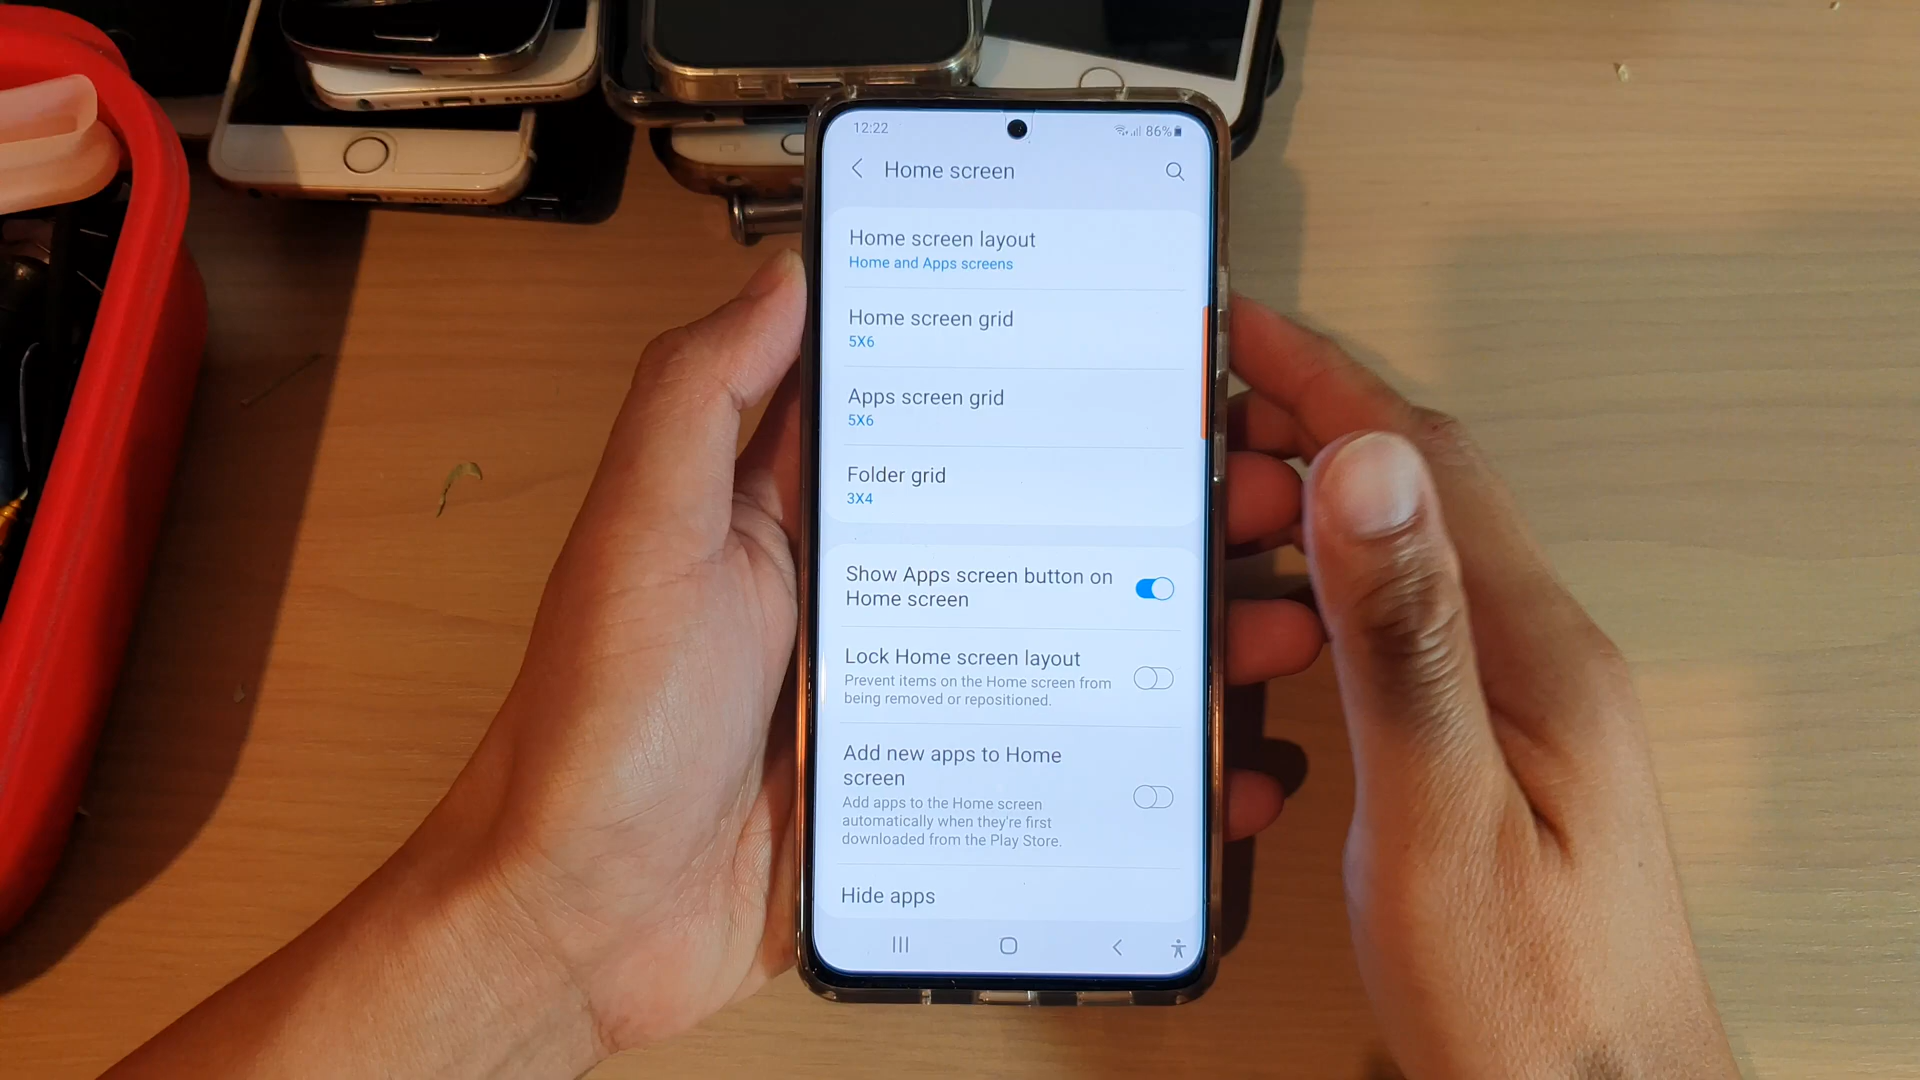 12:22
86%
Home screen
Home screen layout
Home and Apps screens
Home screen grid
5X6
Apps screen grid
5X6
Folder grid
3X4
Show Apps screen button on
Home screen
Lock Home screen layout
Prevent items on the Home screen from
being removed or repositioned.
Add new apps to Home
screen
Add apps to the Home screen
automatically when they're first
downloaded from the Play Store.
Hide apps